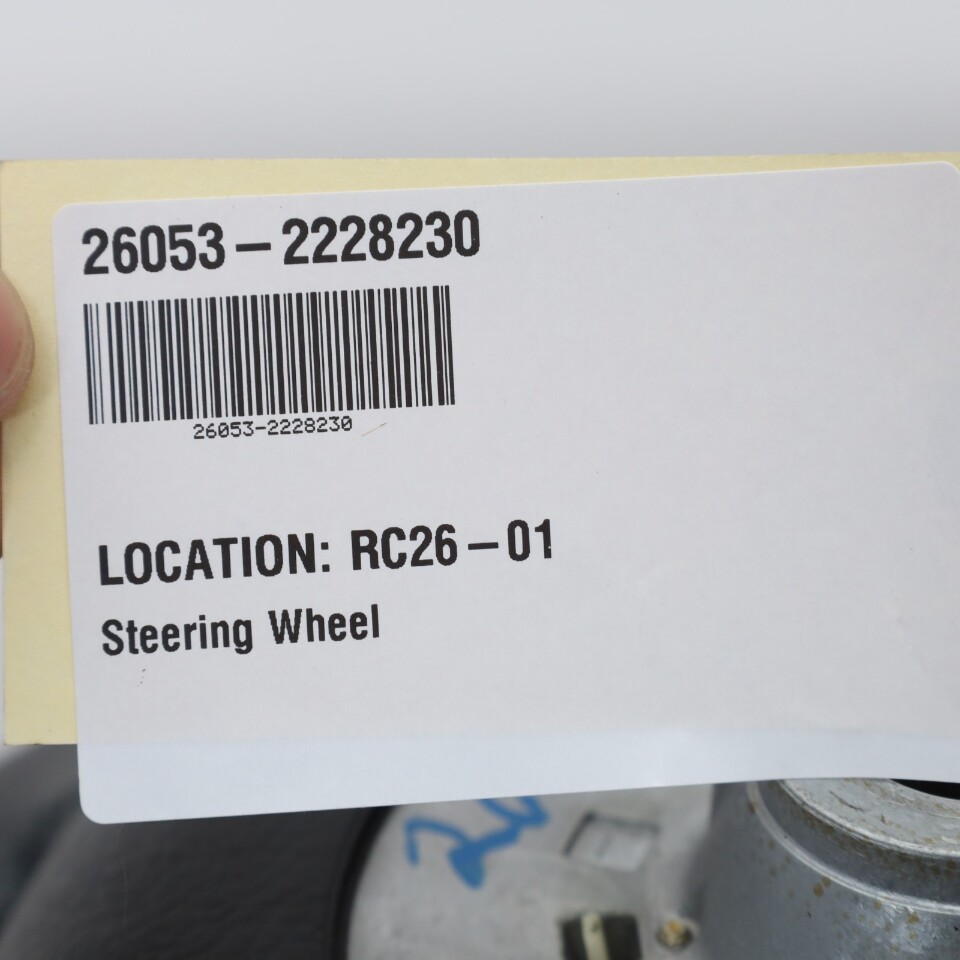 26053-2228230
26053-2228230
LOCATION: RC26-01
Steering Wheel